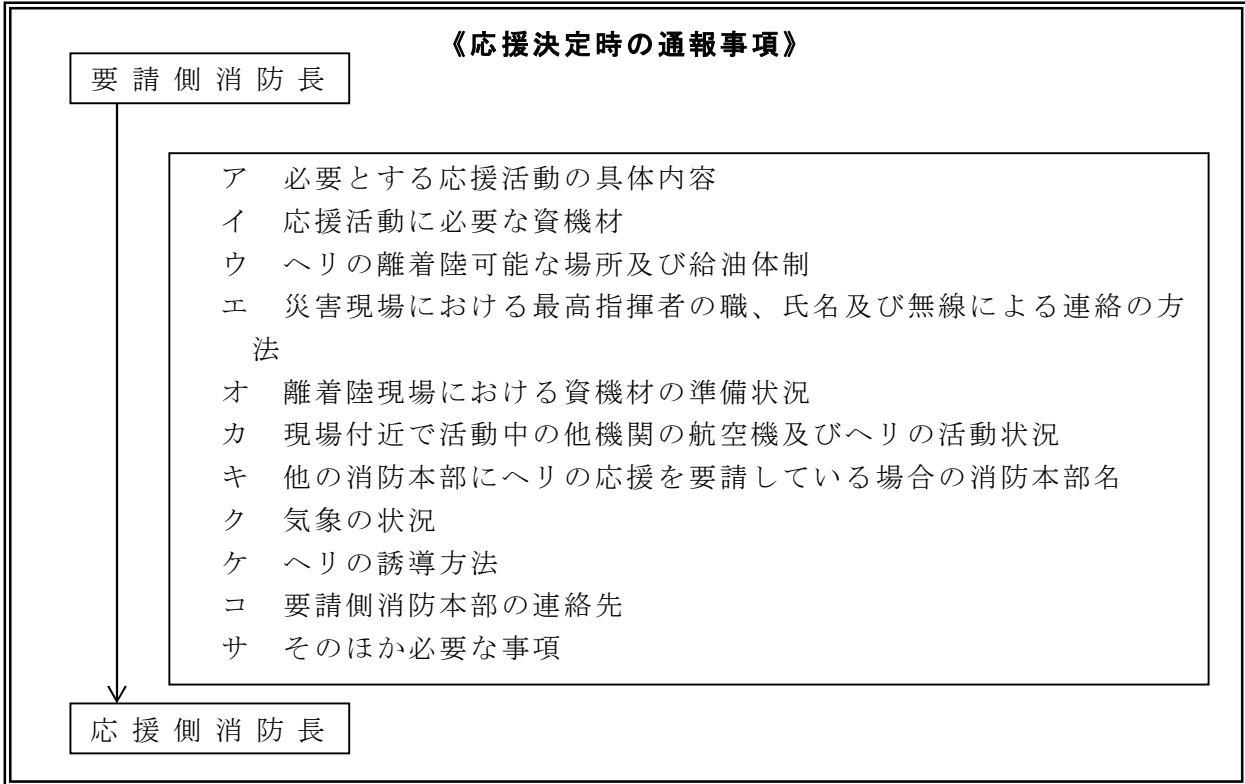 《応援決定時の通報事項》
要請側消防長
ア 必要とする応援活動の具体内容
イ 応援活動に必要な資機材
ウ ヘリの離着陸可能な場所及び給油体制
エ 災害現場における最高指揮者の職、氏名及び無線による連絡の方
法
オ 離着陸現場における資機材の準備状況
カ 現場付近で活動中の他機関の航空機及びヘリの活動状況
キ 他の消防本部にヘリの応援を要請している場合の消防本部名
ク 気象の状況
ケ ヘリの誘導方法
コ 要請側消防本部の連絡先
サ そのほか必要な事項
応援側消防長